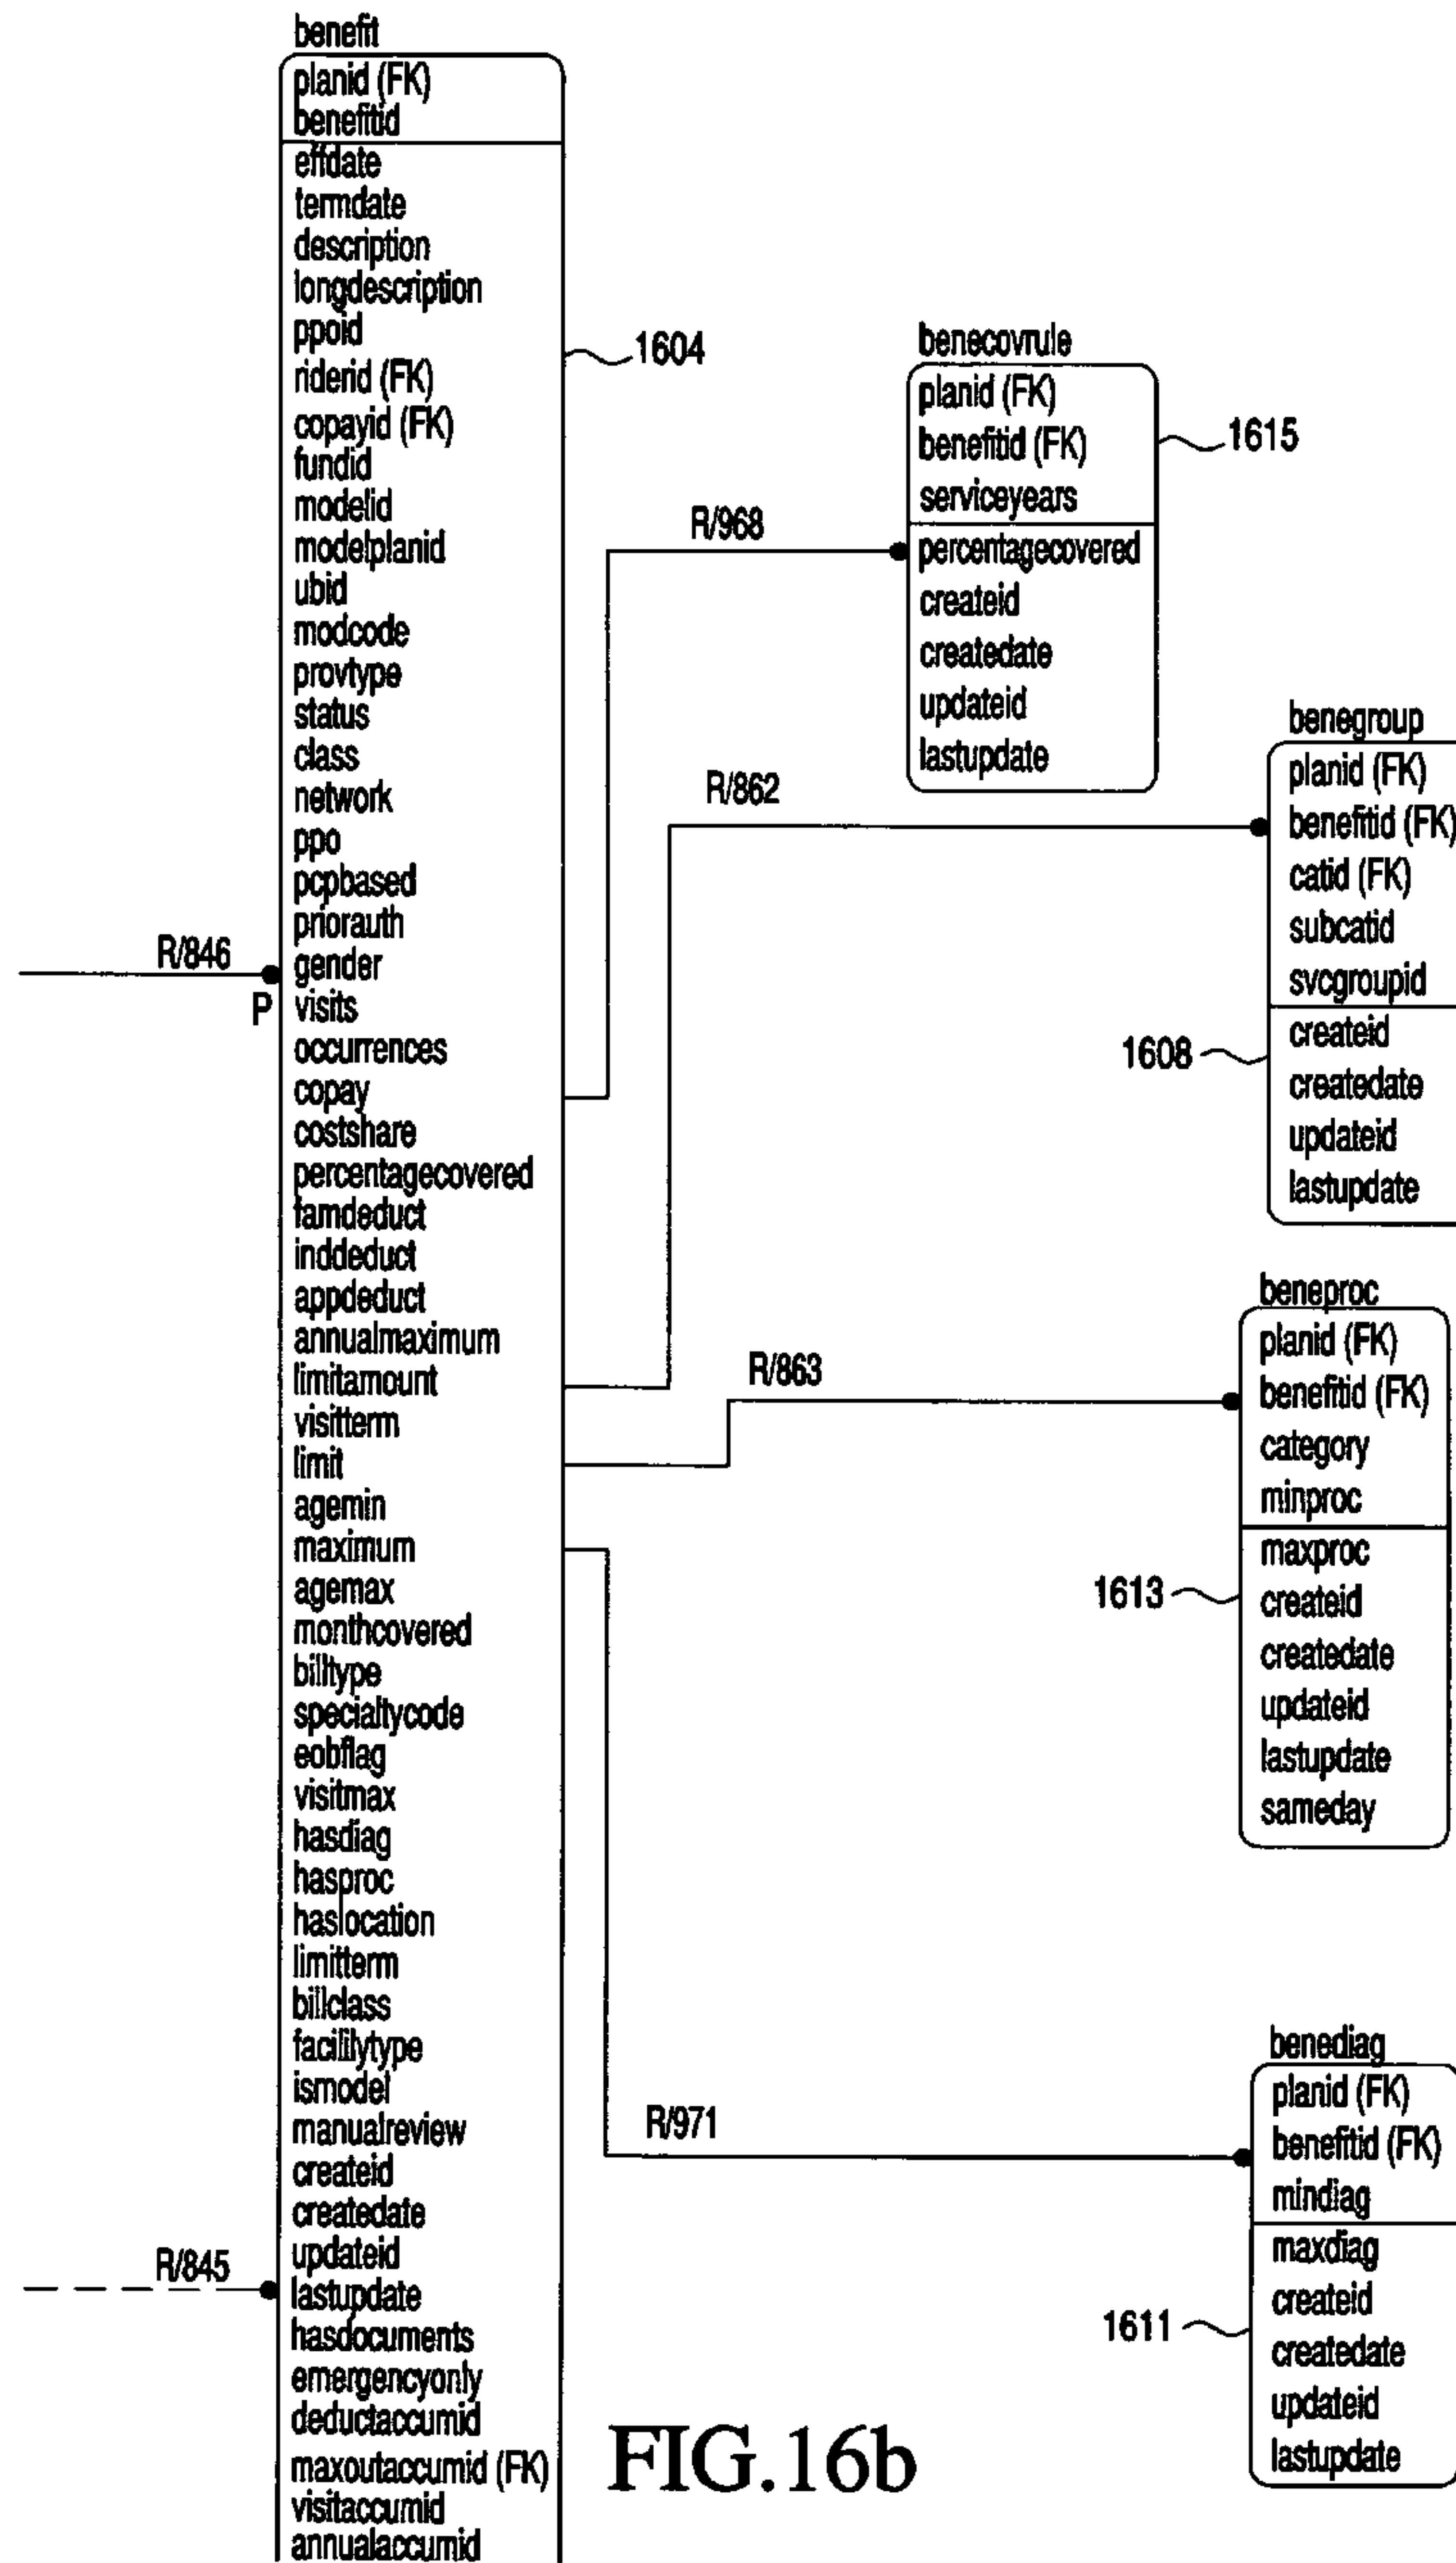 benefit
planid (FK)
benefitid
effdate
termdate
description
longdescription
ppoid
riderid (FK)
copayid (FK)
fundid
modelid
modelplanid
ubid
modcode
provtype
status
class
network
ppo
pcpbased
priorauth
gender
visits
occurrences
copay
costshare
percentagecovered
famdeduct
inddeduct
appdeduct
annualmaximum
limitamount
visitterm
limit
agemin
maximum
agemax
monthcovered
billtype
specialtycode
eobflag
visitmax
hasdiag
hasproc
haslocation
limitterm
billclass
facilitytype
ismodel
manualreview
createid
createdate
updateid
lastupdate
hasdocuments
emergencyonly
deductaccumid
maxoutaccumid (FK)
visitaccumid
annualaccumid
R/846
P
R/845
1604
R/968
benecovrule
planid (FK)
benefitid (FK)
serviceyears
percentagecovered
createid
createdate
updateid
lastupdate
1615
R/862
benegroup
planid (FK)
benefitid (FK)
catid (FK)
subcatid
svcgroupid
createid
createdate
updateid
lastupdate
1608
R/863
beneproc
planid (FK)
benefitid (FK)
category
minproc
maxproc
createid
createdate
updateid
lastupdate
sameday
1613
R/971
benediag
planid (FK)
benefitid (FK)
mindiag
maxdiag
createid
createdate
updateid
lastupdate
1611
FIG.16b